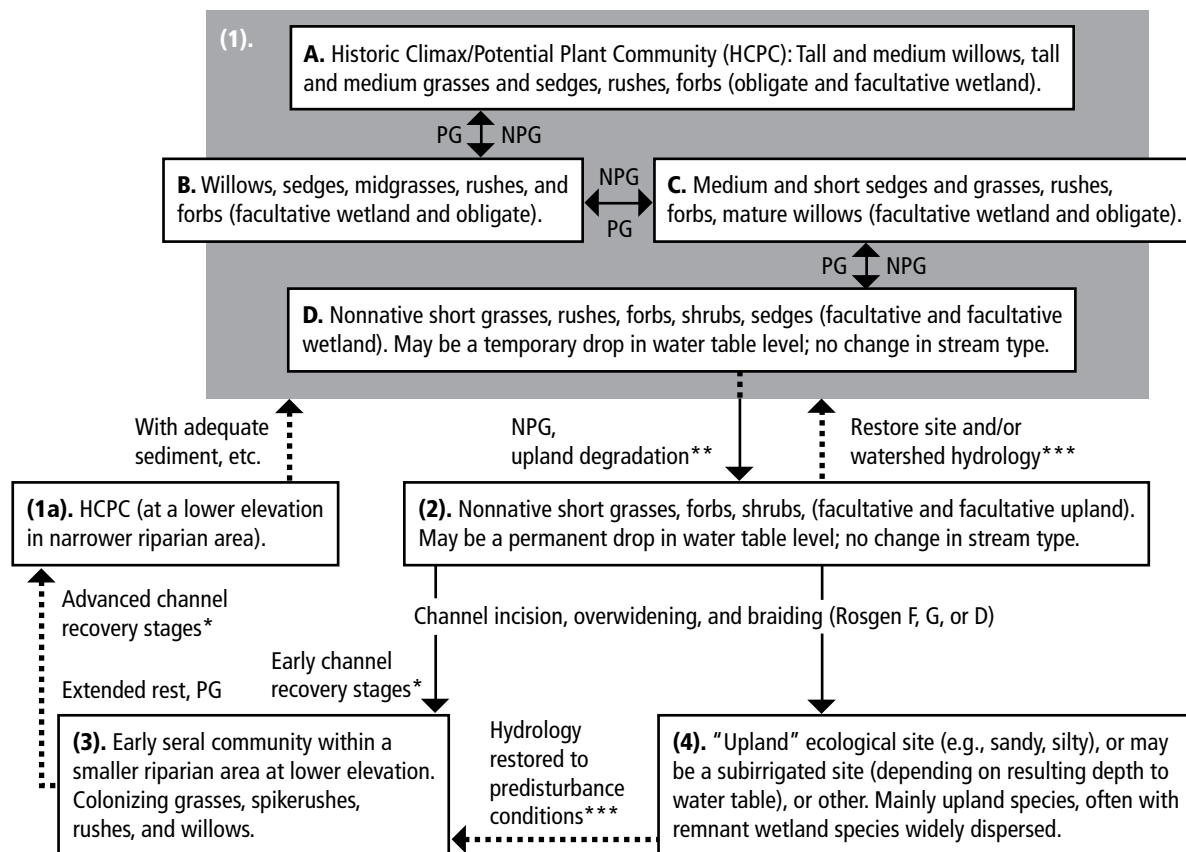 (1).
A. Historic Climax/Potential Plant Community (HCPC): Tall and medium willows, tall
and medium grasses and sedges, rushes, forbs (obligate and facultative wetland).
PG NPG
B. Willows, sedges, midgrasses, rushes, and
forbs (facultative wetland and obligate).
NPG
PG
C. Medium and short sedges and grasses, rushes,
forbs, mature willows (facultative wetland and obligate).
PG NPG
D. Nonnative short grasses, rushes, forbs, shrubs, sedges (facultative and facultative
wetland). May be a temporary drop in water table level; no change in stream type.
With adequate
sediment, etc.
NPG,
upland degradation**
Restore site and/or
watershed hydrology***
(1a). HCPC (at a lower elevation
in narrower riparian area).
(2). Nonnative short grasses, forbs, shrubs, (facultative and facultative upland).
May be a permanent drop in water table level; no change in stream type.
Advanced channel
recovery stages*
Channel incision, overwidening, and braiding (Rosgen F, G, or D)
Extended rest, PG
Early channel
recovery stages*
(3). Early seral community within a
smaller riparian area at lower elevation.
Colonizing grasses, spikerushes,
rushes, and willows.
Hydrology
restored to
predisturbance
conditions***
(4). "Upland" ecological site (e.g., sandy, silty), or may
be a subirrigated site (depending on resulting depth to
water table), or other. Mainly upland species, often with
remnant wetland species widely dispersed.